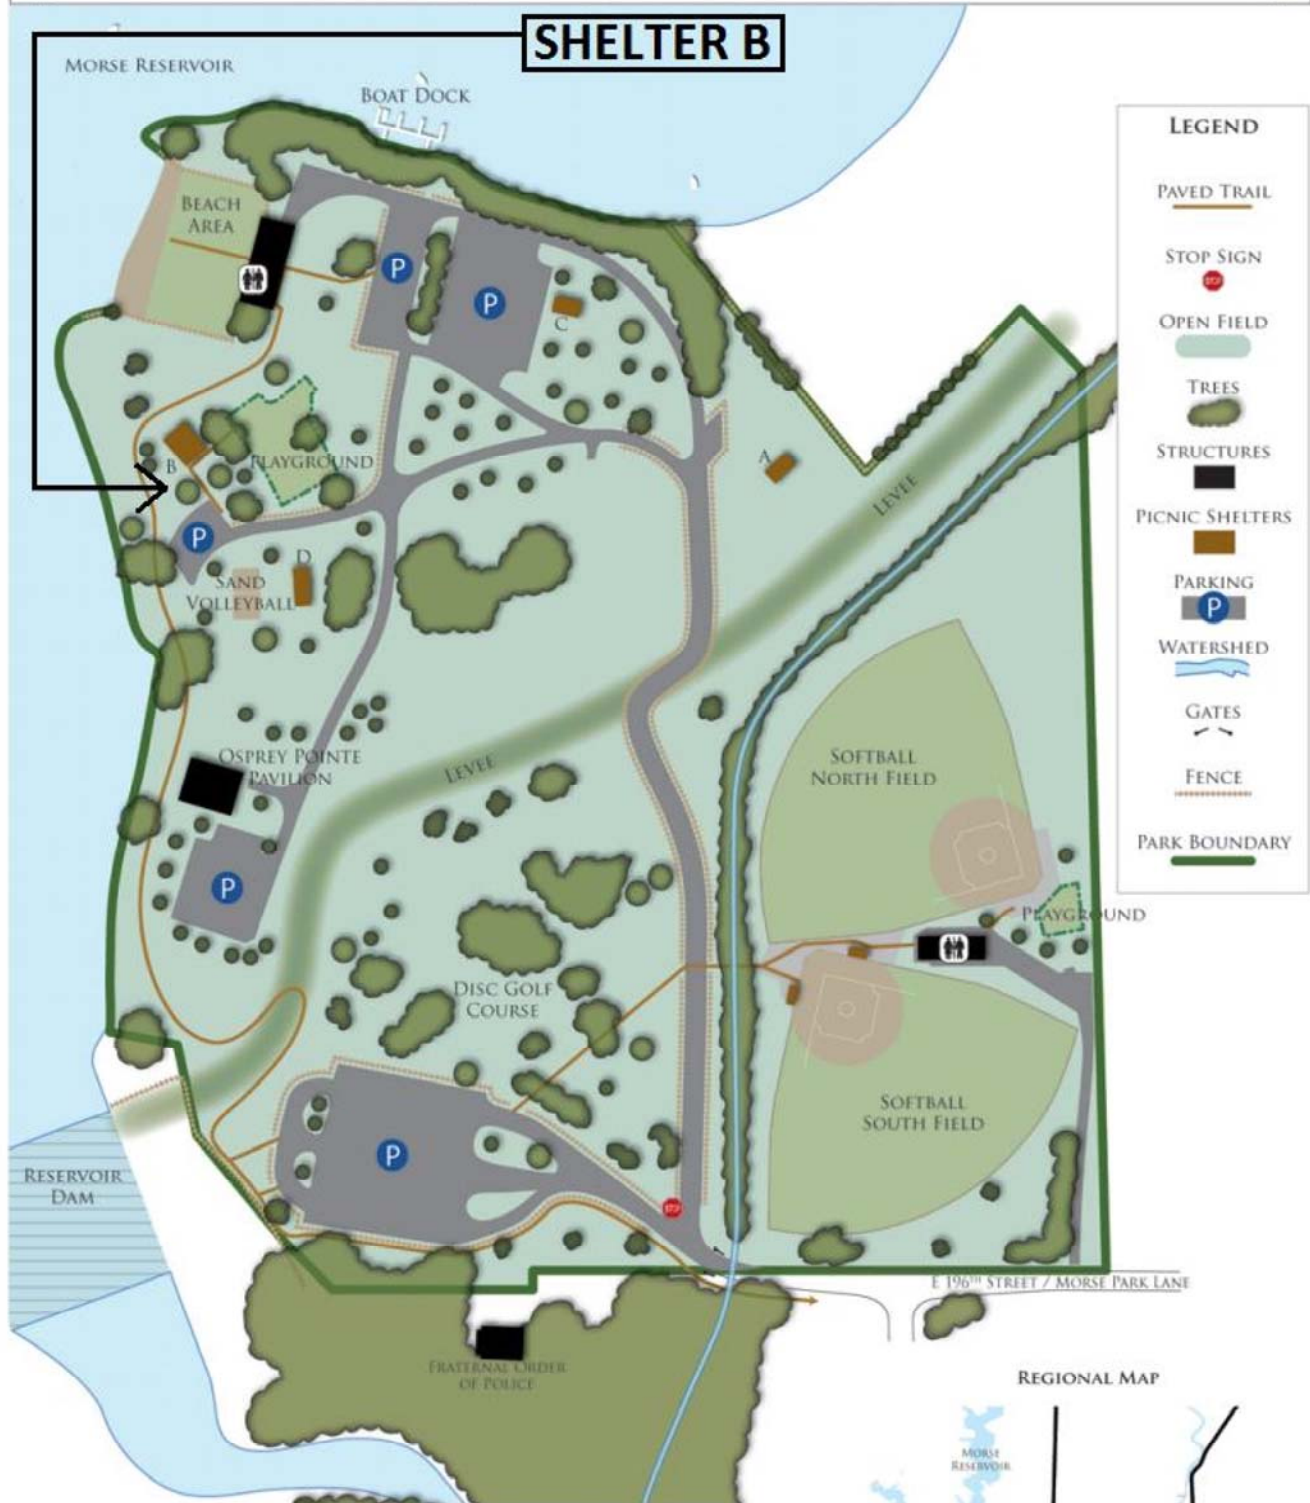 SHELTER B
MORSE RESERVOIR
BOAT DOCK
BEACH
AREA
P
P
C
B
PLAYGROUND
A
LEVEE
P
D
SAND
VOLLEYBALL
OSPREY POINTE
PAVILION
LEVEE
P
SOFTBALL
NORTH FIELD
PLAYGROUND
DISC GOLF
COURSE
SOFTBALL
SOUTH FIELD
P
STOP
RESERVOIR
DAM
E 196TH STREET / MORSE PARK LANE
FRATERNAL ORDER
OF POLICE
LEGEND
PAVED TRAIL
STOP SIGN
STOP
OPEN FIELD
TREES
STRUCTURES
PICNIC SHELTERS
PARKING
P
WATERSHED
GATES
FENCE
PARK BOUNDARY
REGIONAL MAP
MORSE
RESERVOIR